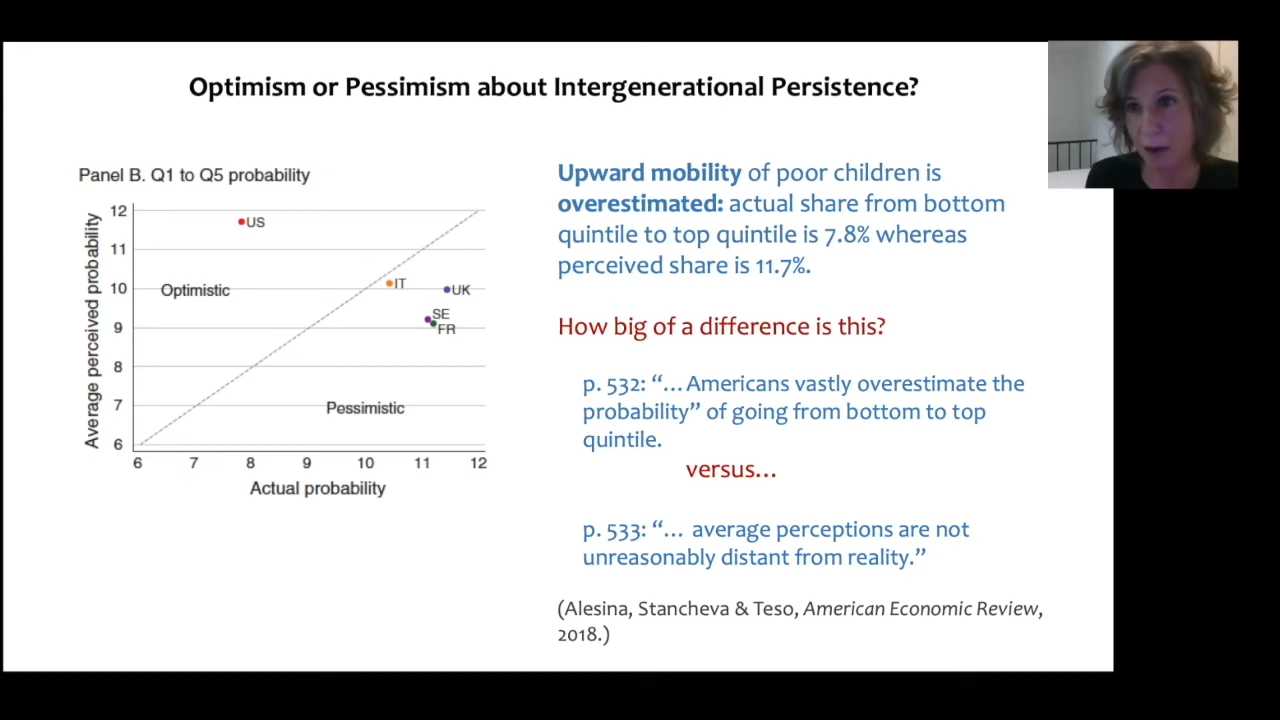 Optimism or Pessimism about Intergenerational Persistence?
Panel B. Q1 to Q5 probability
12
11
10
9
8
7
6
Average perceived probability
US
Optimistic
IT
UK
SE
FR
Pessimistic
6 7 8 9 10 11 12
Actual probability
Upward mobility of poor children is
overestimated: actual share from bottom
quintile to top quintile is 7.8% whereas
perceived share is 11.7%.
How big of a difference is this?
p. 532: “… Americans vastly overestimate the
probability” of going from bottom to top
quintile.
versus…
p. 533: “… average perceptions are not
unreasonably distant from reality.”
(Alesina, Stancheva & Teso, American Economic Review,
2018.)